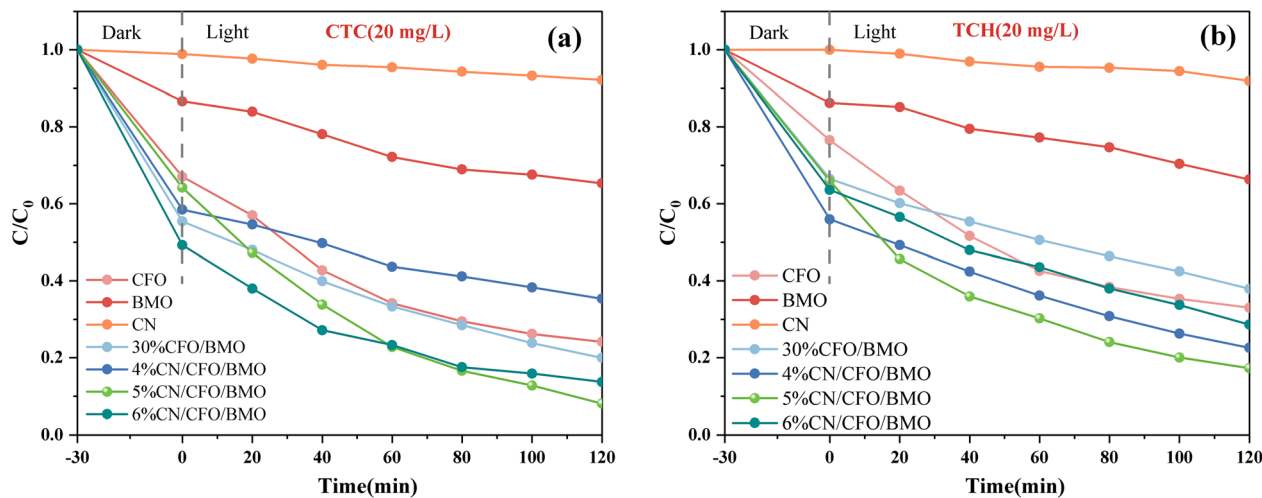 Dark
Light
CTC(20 mg/L)
(a)
1.0
0.8
0.6
0.4
0.2
0.0
C/C0
CFO
BMO
CN
30%CFO/BMO
4%CN/CFO/BMO
5%CN/CFO/BMO
6%CN/CFO/BMO
-30 0 20 40 60 80 100 120
Time(min)
Dark
Light
TCH(20 mg/L)
(b)
1.0
0.8
0.6
0.4
0.2
0.0
C/C0
CFO
BMO
CN
30%CFO/BMO
4%CN/CFO/BMO
5%CN/CFO/BMO
6%CN/CFO/BMO
-30 0 20 40 60 80 100 120
Time(min)